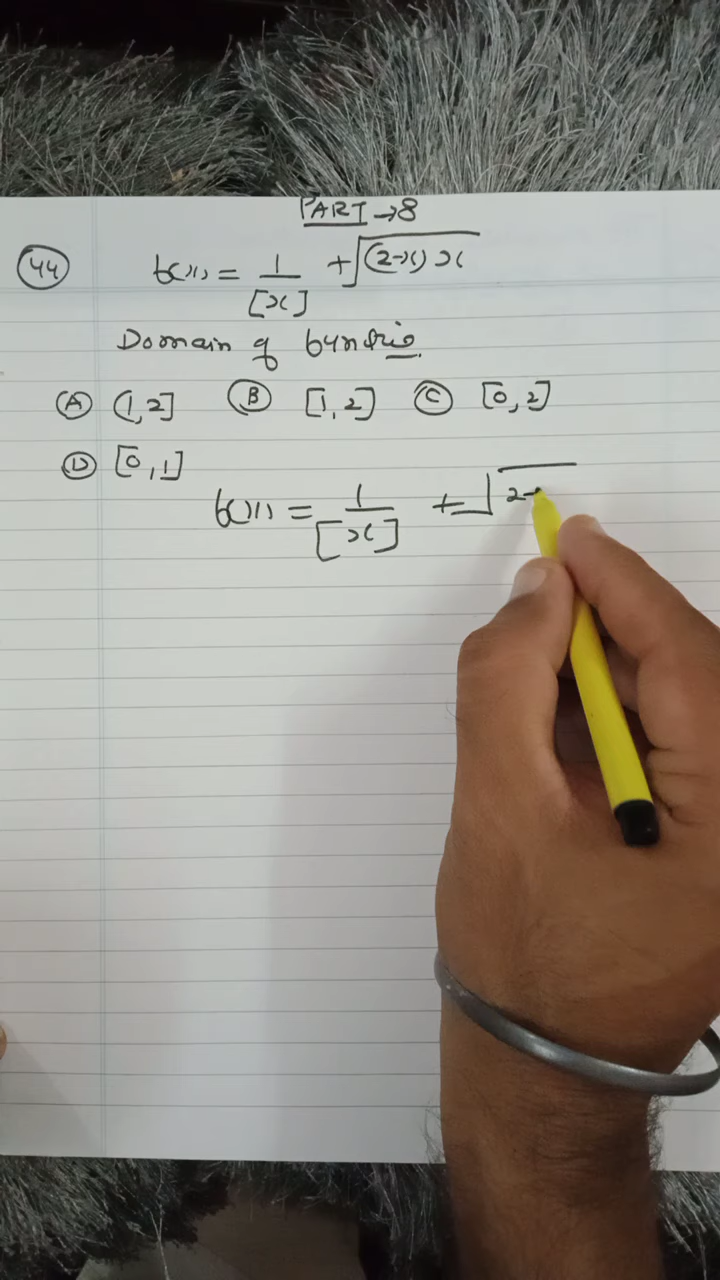 PART → 8
44 f(x) = 1/[x] + √(2-x)x
Domain of function.
A (1, 2] B [1, 2] C [0, 2]
D [0, 1]
f(x) = 1/[x] + √2-